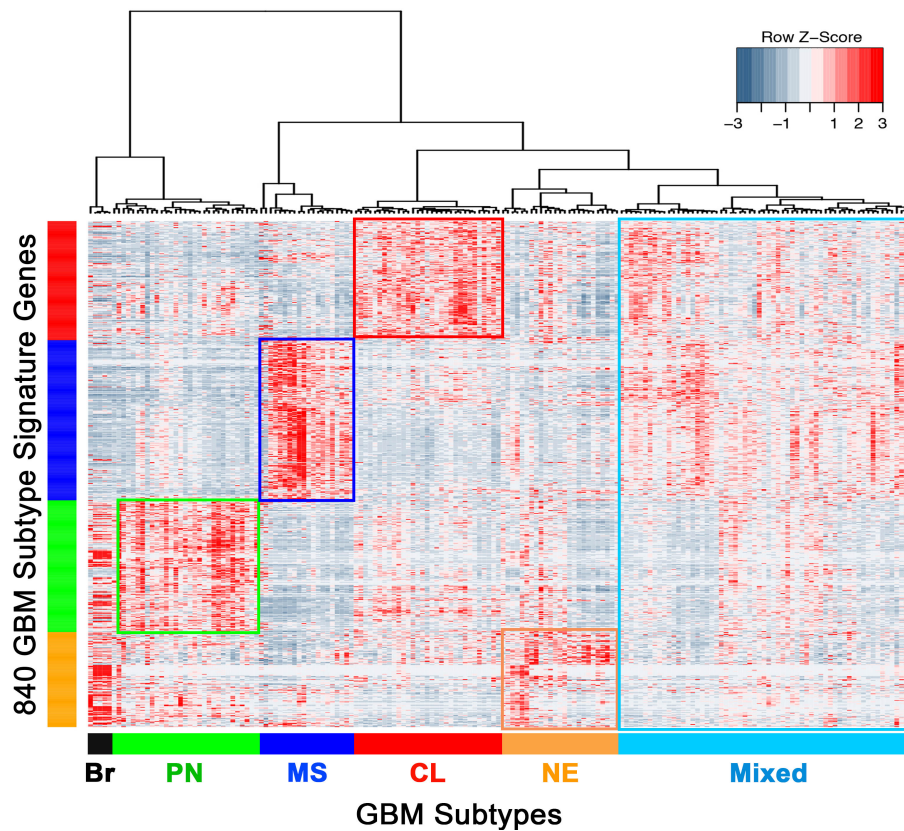 Row Z-Score
−3 −1 1 2 3
840 GBM Subtype Signature Genes
Br PN MS CL NE Mixed
GBM Subtypes